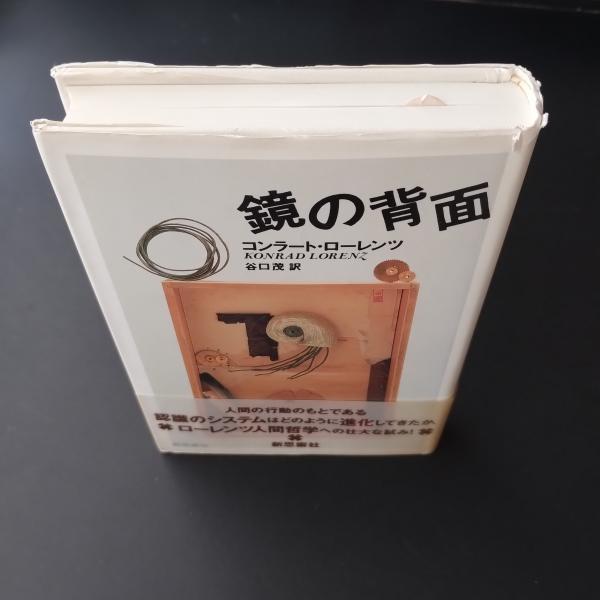 鏡の背面
コンラート・ローレンツ
KONRAD LORENZ
谷口茂 訳
人間の行動のもとである
認識のシステムはどのように進化してきたか。
ローレンツ人間哲学への壮大な試み!
新思索社